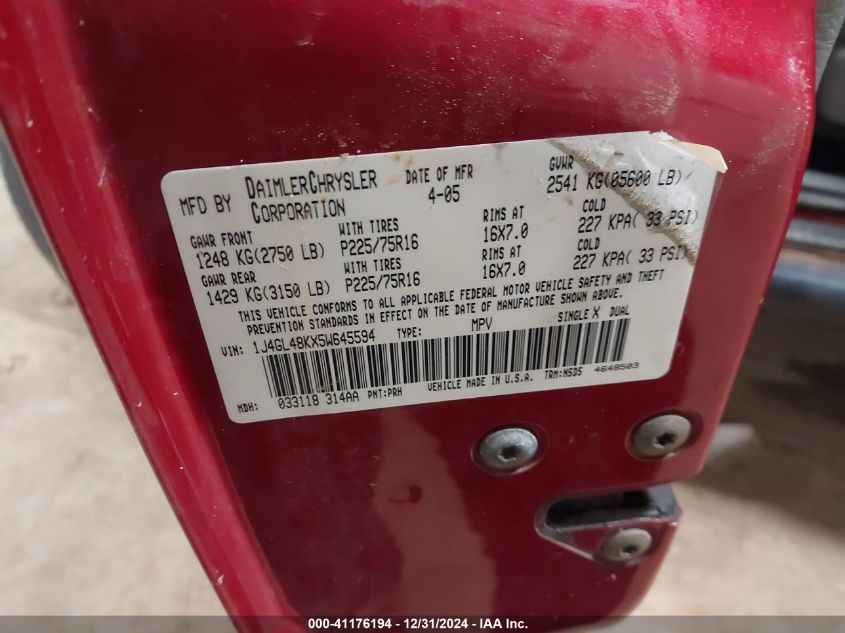 MFD BY DAIMLERCHRYSLER CORPORATION DATE OF MFR 4-05 GVWR 2541 KG(05600 LB)
GAWR FRONT WITH TIRES RIMS AT COLD
1248 KG(2750 LB) P225/75R16 16X7.0 227 KPA( 33 PSI)
GAWR REAR WITH TIRES RIMS AT COLD
1429 KG(3150 LB) P225/75R16 16X7.0 227 KPA( 33 PSI)
THIS VEHICLE CONFORMS TO ALL APPLICABLE FEDERAL MOTOR VEHICLE SAFETY AND THEFT
PREVENTION STANDARDS IN EFFECT ON THE DATE OF MANUFACTURE SHOWN ABOVE.
VIN: 1J4GL48KX5W645594 TYPE: MPV SINGLE X DUAL
MDH: 033118 314AA PNT:PRH VEHICLE MADE IN U.S.A. TRM:N5DS 4648503
000-41176194 - 12/31/2024 - IAA Inc.